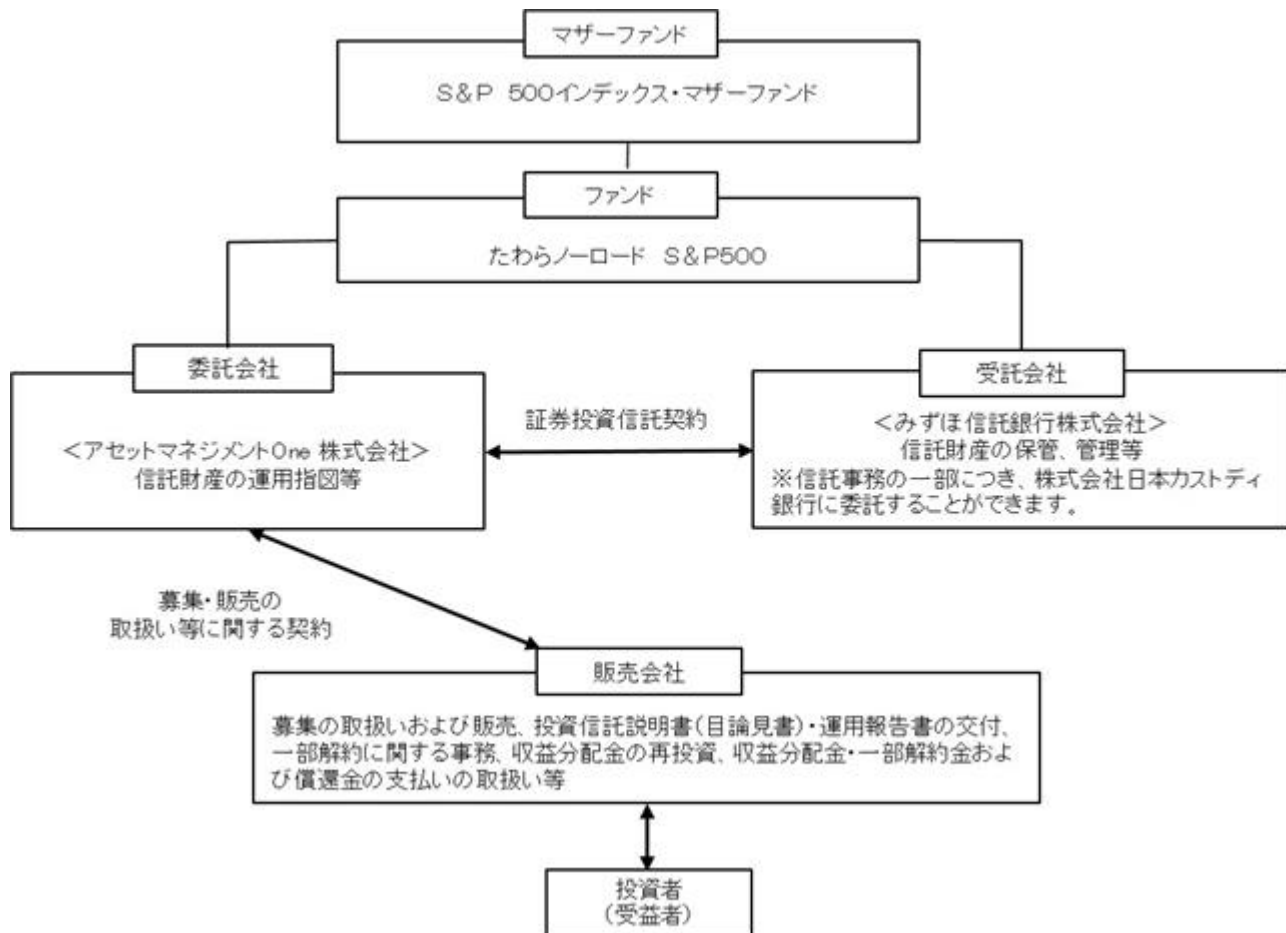 マザーファンド
S&P 500インデックス・マザーファンド
ファンド
たわらノーロード S&P500
委託会社
<アセットマネジメントOne 株式会社>
信託財産の運用指図等
証券投資信託契約
受託会社
<みずほ信託銀行株式会社>
信託財産の保管、管理等
※信託事務の一部につき、株式会社日本カストディ
銀行に委託することができます。
募集・販売の
取扱い等に関する契約
販売会社
募集の取扱いおよび販売、投資信託説明書(目論見書)・運用報告書の交付、
一部解約に関する事務、収益分配金の再投資、収益分配金・一部解約金およ
び償還金の支払いの取扱い等
投資者
(受益者)